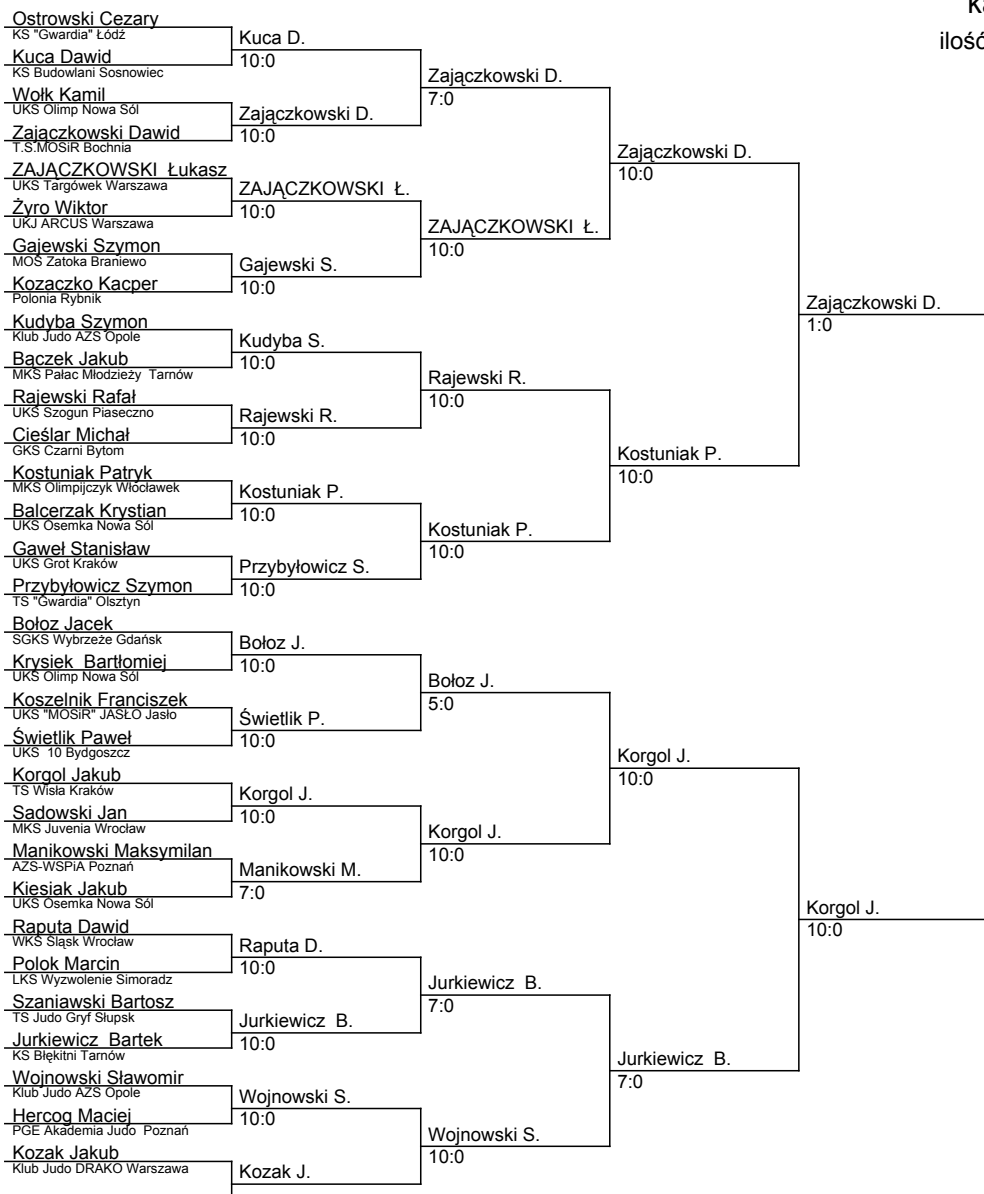 Ostrowski Cezary
KS "Gwardia" Łódź
Kuca Dawid
KS Budowlani Sosnowiec
Wołk Kamil
UKS Olimp Nowa Sól
Zajączkowski Dawid
T.S.MOSiR Bochnia
ZAJĄCZKOWSKI Łukasz
UKS Targówek Warszawa
Żyro Wiktor
UKJ ARCUS Warszawa
Gajewski Szymon
MOS Zatoka Braniewo
Kozaczko Kacper
Polonia Rybnik
Kudyba Szymon
Klub Judo AZS Opole
Bączek Jakub
MKS Pałac Młodzieży Tarnów
Rajewski Rafał
UKS Szogun Piaseczno
Cieślar Michał
GKS Czarni Bytom
Kostuniak Patryk
MKS Olimpijczyk Włocławek
Balcerzak Krystian
UKS Ósemka Nowa Sól
Gaweł Stanisław
UKS Grot Kraków
Przybyłowicz Szymon
TS "Gwardia" Olsztyn
Bołoz Jacek
SGKS Wybrzeże Gdańsk
Krysiek Bartłomiej
UKS Olimp Nowa Sól
Koszelnik Franciszek
UKS "MOSiR" JASŁO Jasło
Świetlik Paweł
UKS 10 Bydgoszcz
Korgol Jakub
TS Wisła Kraków
Sadowski Jan
MKS Juvenia Wrocław
Manikowski Maksymilan
AZS-WSPiA Poznań
Kiesiak Jakub
UKS Ósemka Nowa Sól
Raputa Dawid
WKS Śląsk Wrocław
Polok Marcin
LKS Wyzwolenie Simoradz
Szaniawski Bartosz
TS Judo Gryf Słupsk
Jurkiewicz Bartek
KS Błękitni Tarnów
Wojnowski Sławomir
Klub Judo AZS Opole
Hercog Maciej
PGE Akademia Judo Poznań
Kozak Jakub
Klub Judo DRAKO Warszawa
Kuca D.
10:0
Zajączkowski D.
10:0
ZAJĄCZKOWSKI Ł.
10:0
Gajewski S.
10:0
Kudyba S.
10:0
Rajewski R.
10:0
Kostuniak P.
10:0
Przybyłowicz S.
10:0
Bołoz J.
10:0
Świetlik P.
10:0
Korgol J.
10:0
Manikowski M.
7:0
Raputa D.
10:0
Jurkiewicz B.
10:0
Wojnowski S.
10:0
Kozak J.
Zajączkowski D.
7:0
ZAJĄCZKOWSKI Ł.
10:0
Rajewski R.
10:0
Kostuniak P.
10:0
Bołoz J.
5:0
Korgol J.
10:0
Jurkiewicz B.
7:0
Wojnowski S.
10:0
Zajączkowski D.
10:0
Kostuniak P.
10:0
Korgol J.
10:0
Jurkiewicz B.
7:0
Zajączkowski D.
1:0
Korgol J.
10:0
ilość